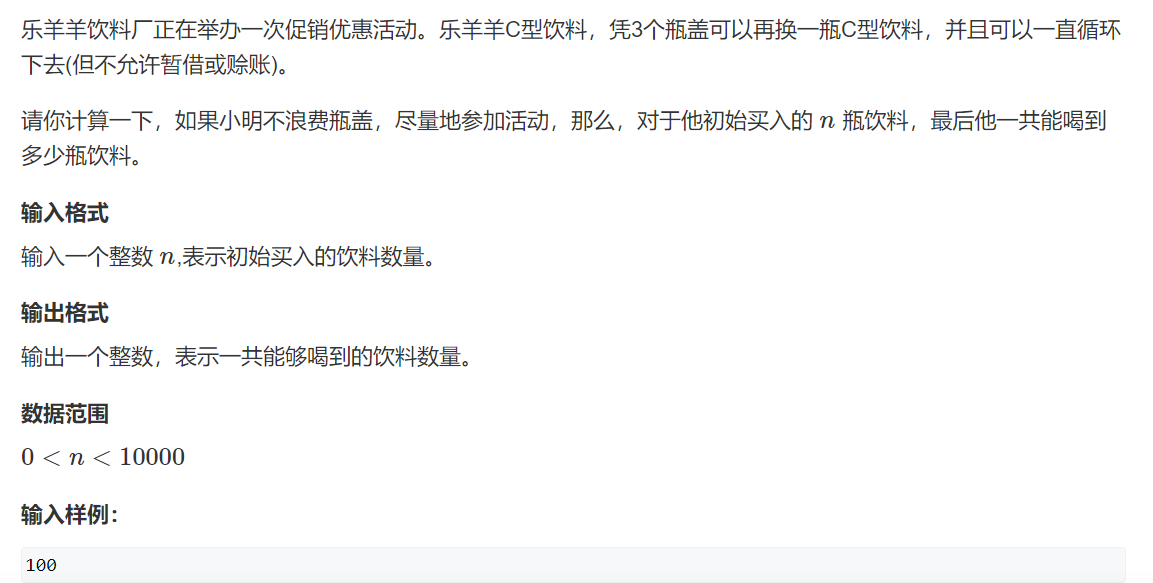 乐羊羊饮料厂正在举办一次促销优惠活动。乐羊羊C型饮料，凭3个瓶盖可以再换一瓶C型饮料，并且可以一直循环
下去(但不允许暂借或赊账)。
请你计算一下，如果小明不浪费瓶盖，尽量地参加活动，那么，对于他初始买入的 n 瓶饮料，最后他一共能喝到
多少瓶饮料。
输入格式
输入一个整数 n,表示初始买入的饮料数量。
输出格式
输出一个整数，表示一共能够喝到的饮料数量。
数据范围
0 < n < 10000
输入样例：
100